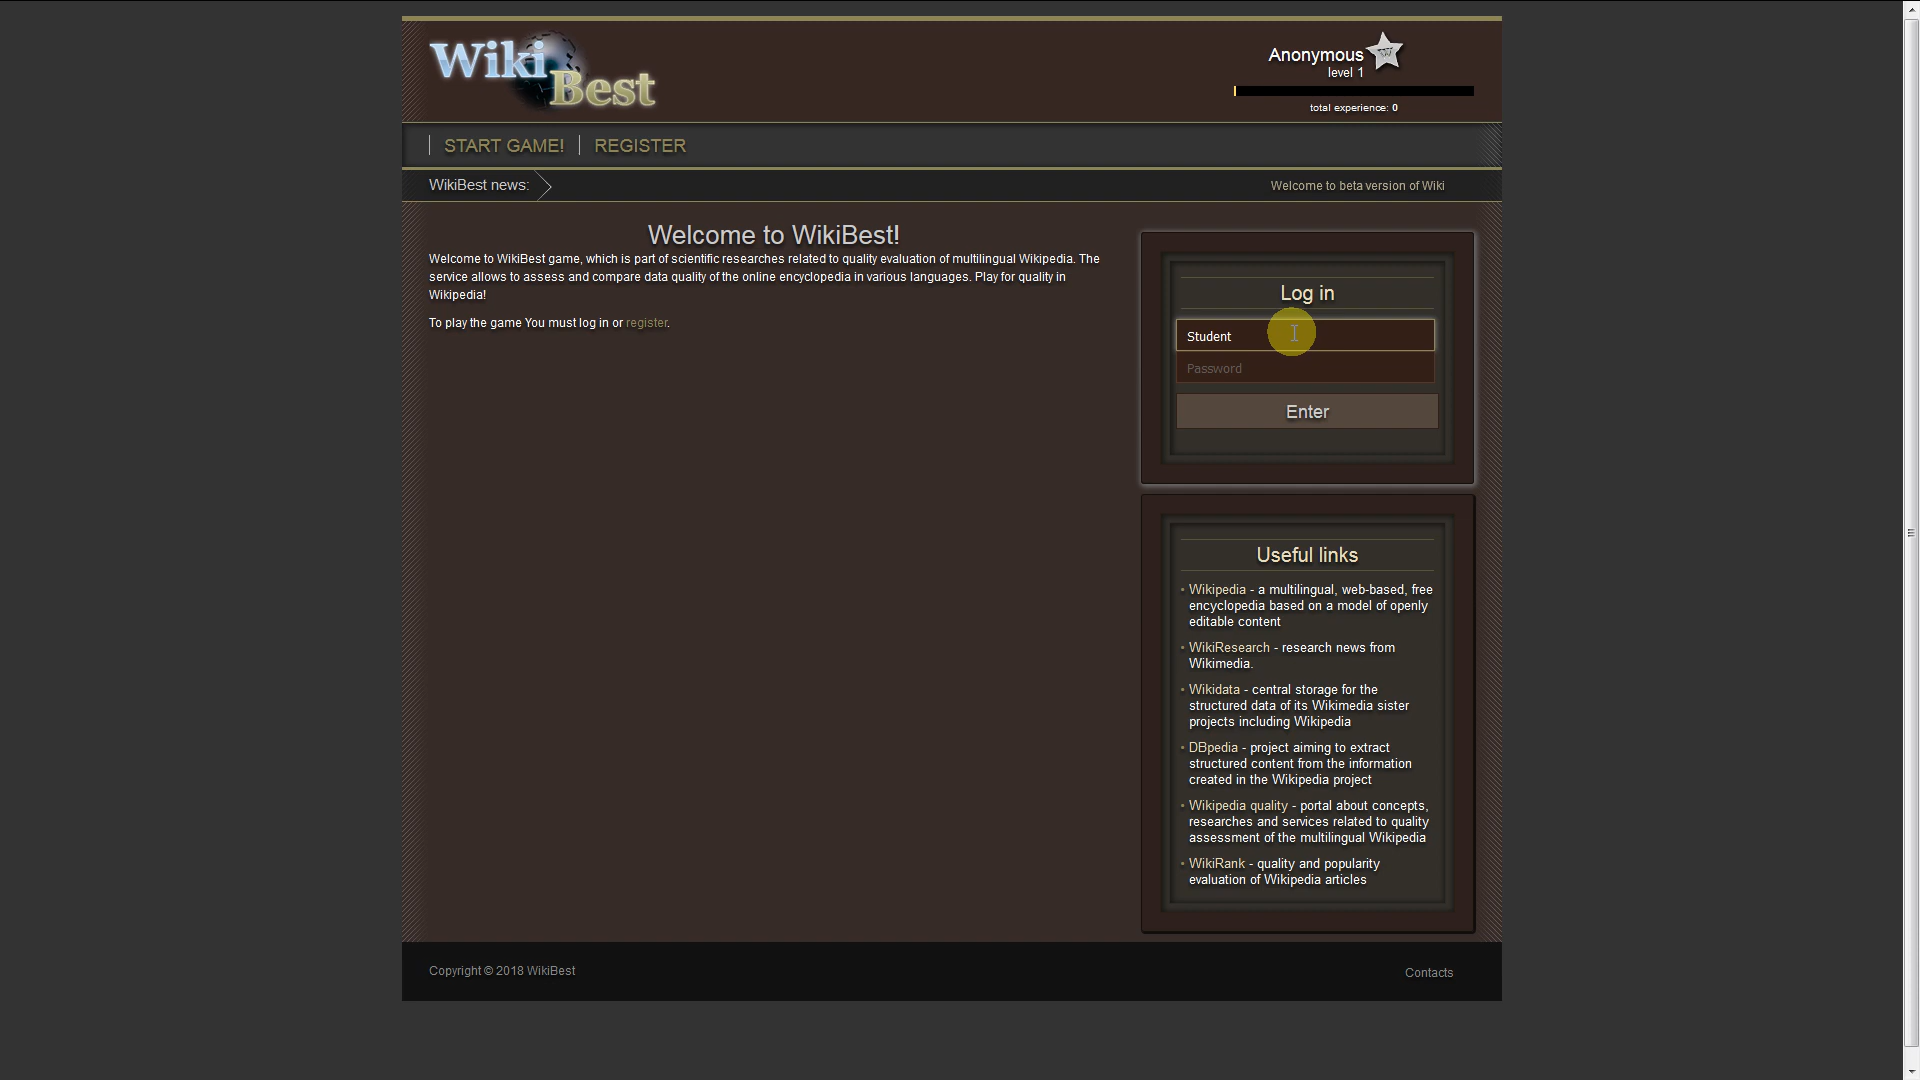 Wiki
Best
Anonymous
level 1
total experience: 0
START GAME!
REGISTER
WikiBest news:
Welcome to beta version of Wiki
Welcome to WikiBest!
Welcome to WikiBest game, which is part of scientific researches related to quality evaluation of multilingual Wikipedia. The
service allows to assess and compare data quality of the online encyclopedia in various languages. Play for quality in
Wikipedia!
To play the game You must log in or register.
Log in
Student
Password
Enter
Useful links
• Wikipedia - a multilingual, web-based, free
encyclopedia based on a model of openly
editable content
• WikiResearch - research news from
Wikimedia.
• Wikidata - central storage for the
structured data of its Wikimedia sister
projects including Wikipedia
• DBpedia - project aiming to extract
structured content from the information
created in the Wikipedia project
• Wikipedia quality - portal about concepts,
researches and services related to quality
assessment of the multilingual Wikipedia
• WikiRank - quality and popularity
evaluation of Wikipedia articles
Copyright © 2018 WikiBest
Contacts